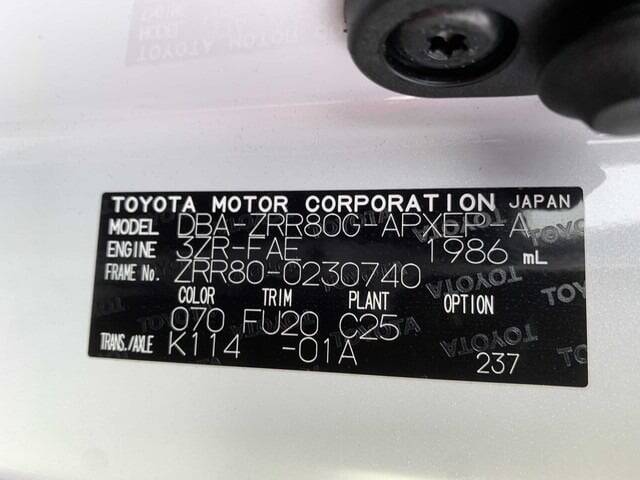 TOYOTA MOTOR CORPORATION JAPAN
MODEL DBA-ZRR80G-APXEP-A
ENGINE 3ZR-FAE 1986 mL
FRAME No. ZRR80-0230740
COLOR TRIM PLANT OPTION
070 FU20 C25
TRANS./AXLE K114 -01A
237